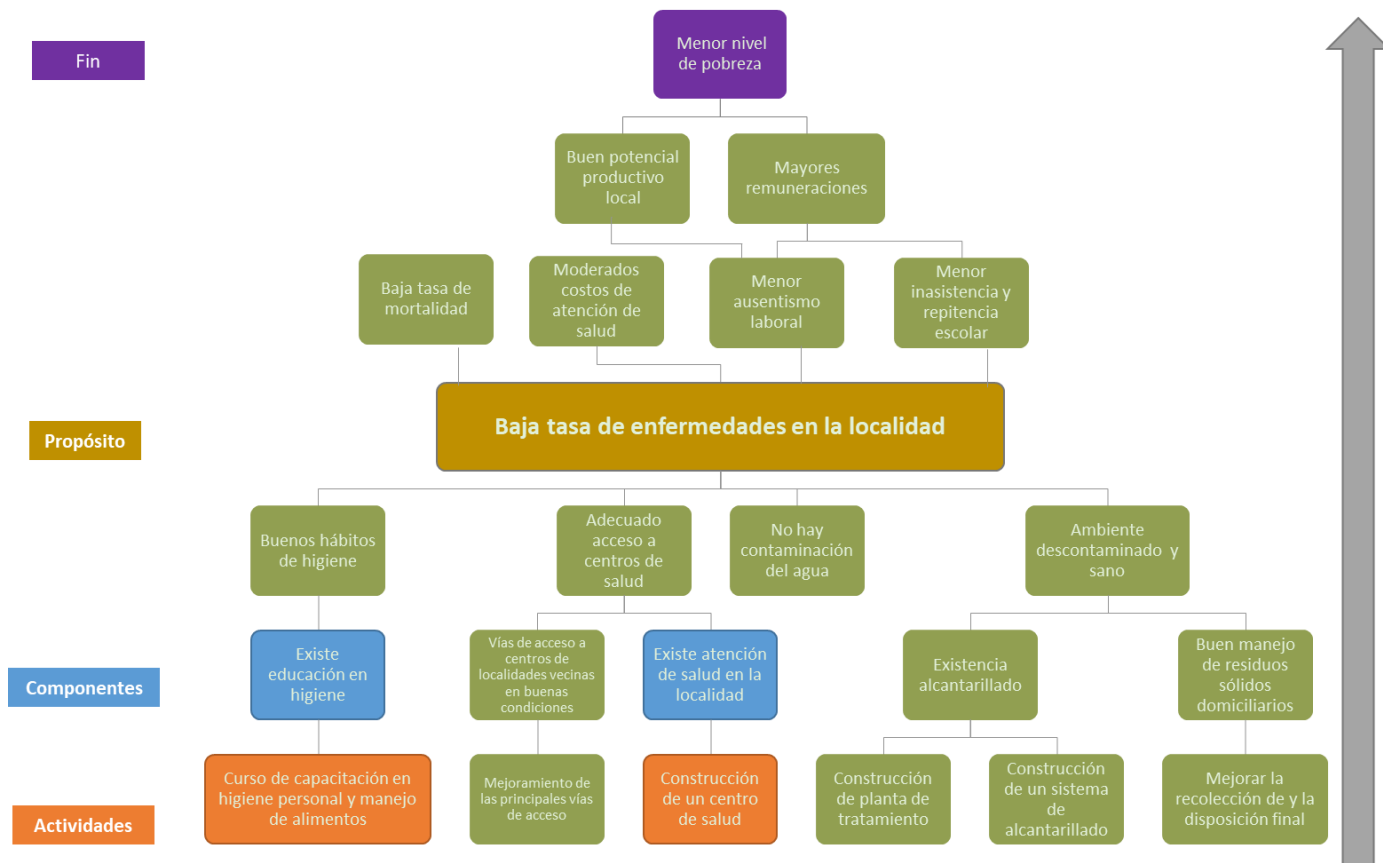 Fin
Menor nivel
de pobreza
Buen potencial
productivo
local
Mayores
remuneraciones
Baja tasa de
mortalidad
Moderados
costos de
atención de
salud
Menor
ausentismo
laboral
Menor
inasistencia y
repitencia
escolar
Propósito
Baja tasa de enfermedades en la localidad
Buenos hábitos
de higiene
Adecuado
acceso a
centros de
salud
No hay
contaminación
del agua
Ambiente
descontaminado y
sano
Componentes
Existe
educación en
higiene
Vías de acceso a
centros de
localidades vecinas
en buenas
condiciones
Existe atención
de salud en la
localidad
Existencia
alcantarillado
Buen manejo
de residuos
sólidos
domiciliarios
Actividades
Curso de capacitación en
higiene personal y manejo
de alimentos
Mejoramiento de
las principales vías
de acceso
Construcción
de un centro
de salud
Construcción
de planta de
tratamiento
Construcción
de un sistema
de
alcantarillado
Mejorar la
recolección de y la
disposición final